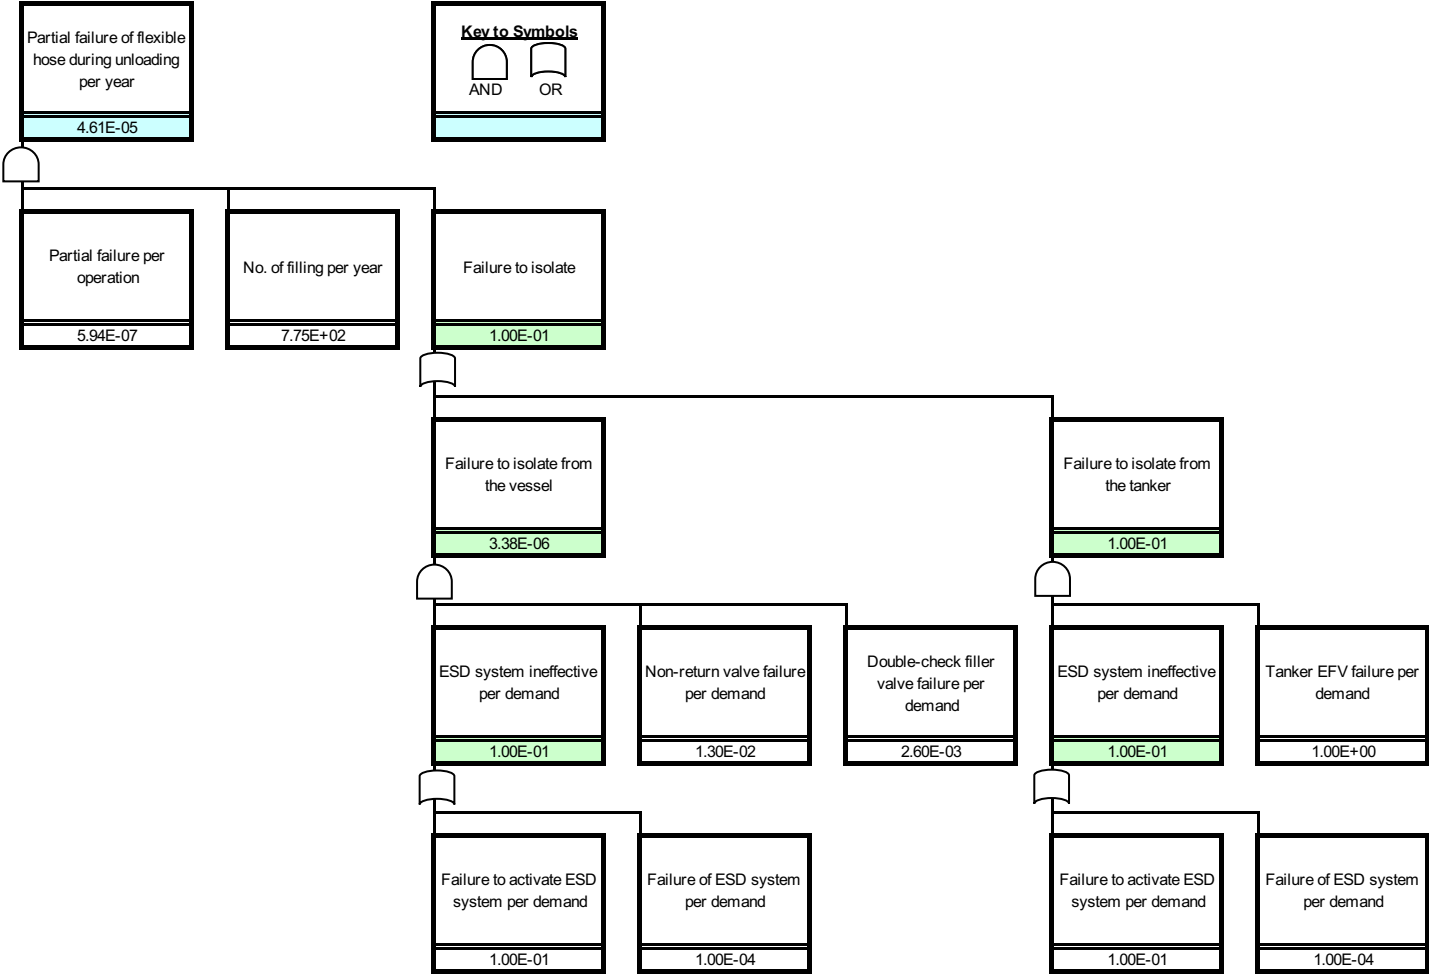 Partial failure of flexible
hose during unloading
per year
4.61E-05
Key to Symbols
AND OR
Partial failure per
operation
5.94E-07
No. of filling per year
7.75E+02
Failure to isolate
1.00E-01
Failure to isolate from
the vessel
3.38E-06
Failure to isolate from
the tanker
1.00E-01
ESD system ineffective
per demand
1.00E-01
Non-return valve failure
per demand
1.30E-02
Double-check filler
valve failure per
demand
2.60E-03
ESD system ineffective
per demand
1.00E-01
Tanker EFV failure per
demand
1.00E+00
Failure to activate ESD
system per demand
1.00E-01
Failure of ESD system
per demand
1.00E-04
Failure to activate ESD
system per demand
1.00E-01
Failure of ESD system
per demand
1.00E-04